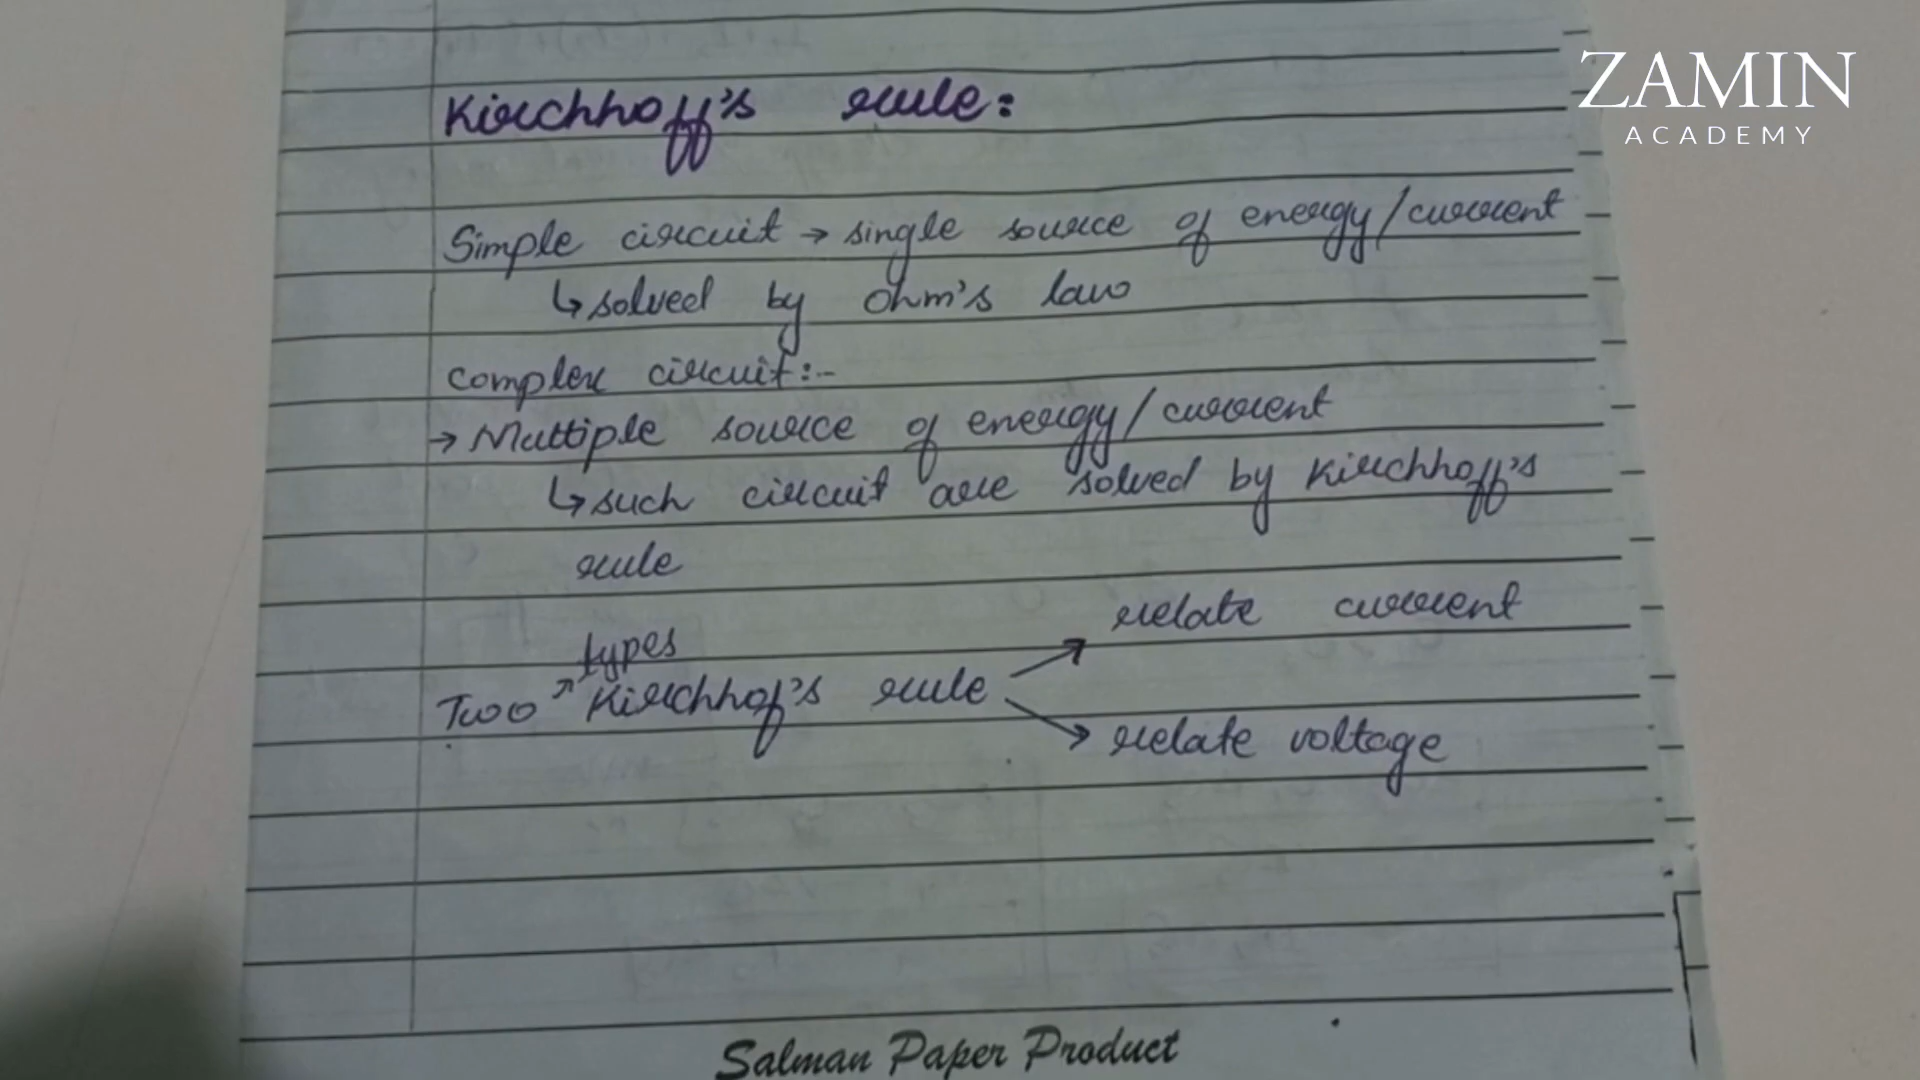 ZAMIN
ACADEMY
Kirchhoff's rule:
Simple circuit → single source of energy/current
↳ solved by ohm's law
complex circuit:-
→ Multiple source of energy/current
↳ such circuit are solved by Kirchhoff's
rule
types
Two ↗ Kirchhof's rule
relate current
relate voltage
Salman Paper Product